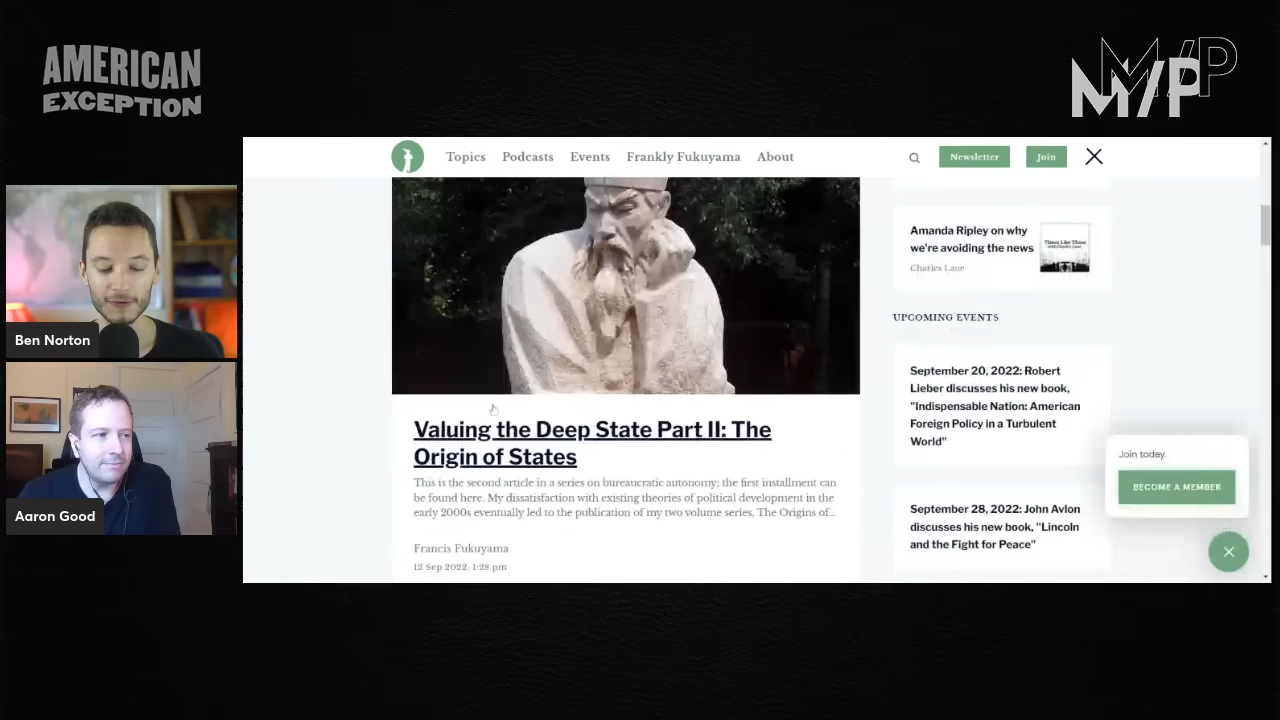 AMERICAN
EXCEPTION
M/P
M/P
Topics Podcasts Events Frankly Fukuyama About
Newsletter
Join
Amanda Ripley on why
we're avoiding the news
Charles Lane
Times Like These
with Charles Lane
UPCOMING EVENTS
September 20, 2022: Robert
Lieber discusses his new book,
"Indispensable Nation: American
Foreign Policy in a Turbulent
World"
September 28, 2022: John Avlon
discusses his new book, "Lincoln
and the Fight for Peace"
Join today.
BECOME A MEMBER
Valuing the Deep State Part II: The
Origin of States
This is the second article in a series on bureaucratic autonomy; the first installment can
be found here. My dissatisfaction with existing theories of political development in the
early 2000s eventually led to the publication of my two volume series, The Origins of...
Francis Fukuyama
12 Sep 2022, 1:28 pm
Ben Norton
Aaron Good